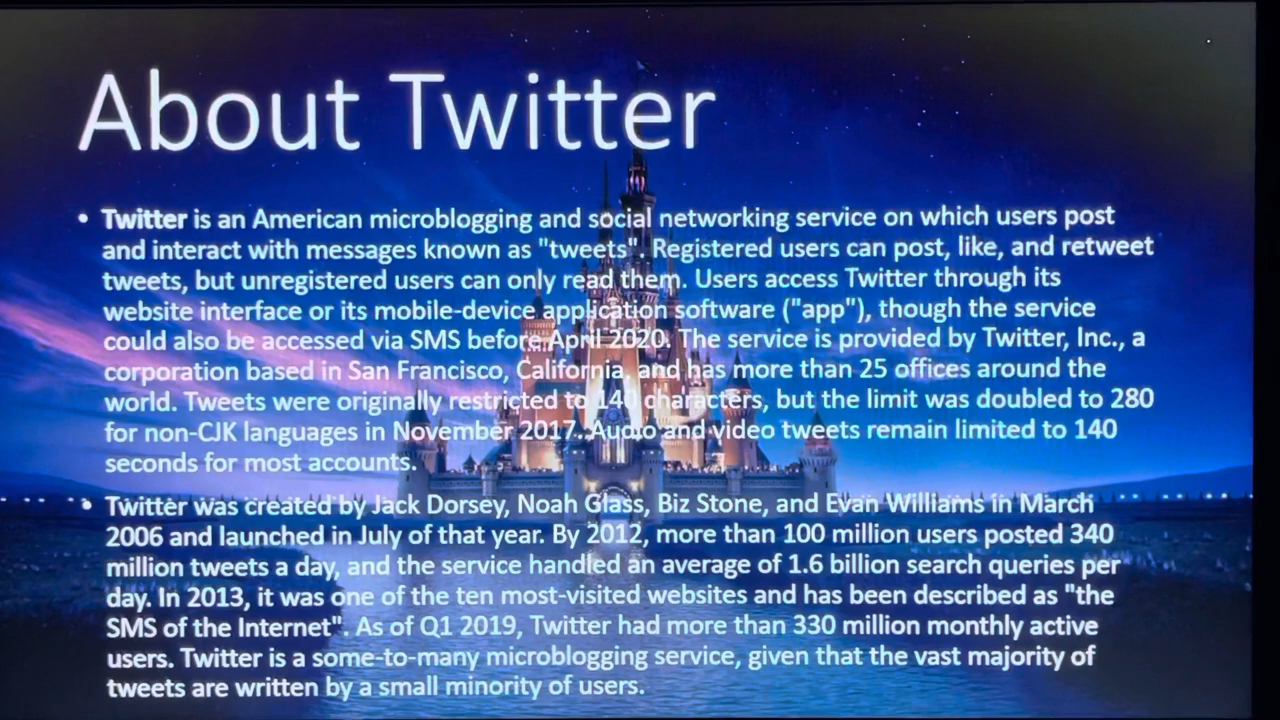 About Twitter
• Twitter is an American microblogging and social networking service on which users post
and interact with messages known as "tweets". Registered users can post, like, and retweet
tweets, but unregistered users can only read them. Users access Twitter through its
website interface or its mobile-device application software ("app"), though the service
could also be accessed via SMS before April 2020. The service is provided by Twitter, Inc., a
corporation based in San Francisco, California, and has more than 25 offices around the
world. Tweets were originally restricted to 140 characters, but the limit was doubled to 280
for non-CJK languages in November 2017. Audio and video tweets remain limited to 140
seconds for most accounts.
• Twitter was created by Jack Dorsey, Noah Glass, Biz Stone, and Evan Williams in March
2006 and launched in July of that year. By 2012, more than 100 million users posted 340
million tweets a day, and the service handled an average of 1.6 billion search queries per
day. In 2013, it was one of the ten most-visited websites and has been described as "the
SMS of the Internet". As of Q1 2019, Twitter had more than 330 million monthly active
users. Twitter is a some-to-many microblogging service, given that the vast majority of
tweets are written by a small minority of users.